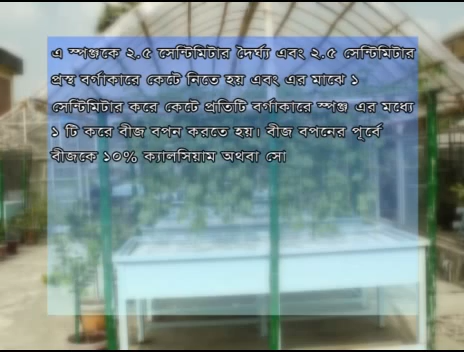 এ স্পঞ্জকে ২.৫ সেন্টিমিটার দৈর্ঘ্য এবং ২.৫ সেন্টিমিটার
প্রস্থ বর্গাকারে কেটে নিতে হয় এবং এর মাঝে ১
সেন্টিমিটার করে কেটে প্রতিটি বর্গাকারে স্পঞ্জ এর মধ্যে
১ টি করে বীজ বপন করতে হয়। বীজ বপনের পূর্বে
বীজকে ১০% ক্যালসিয়াম অথবা সো